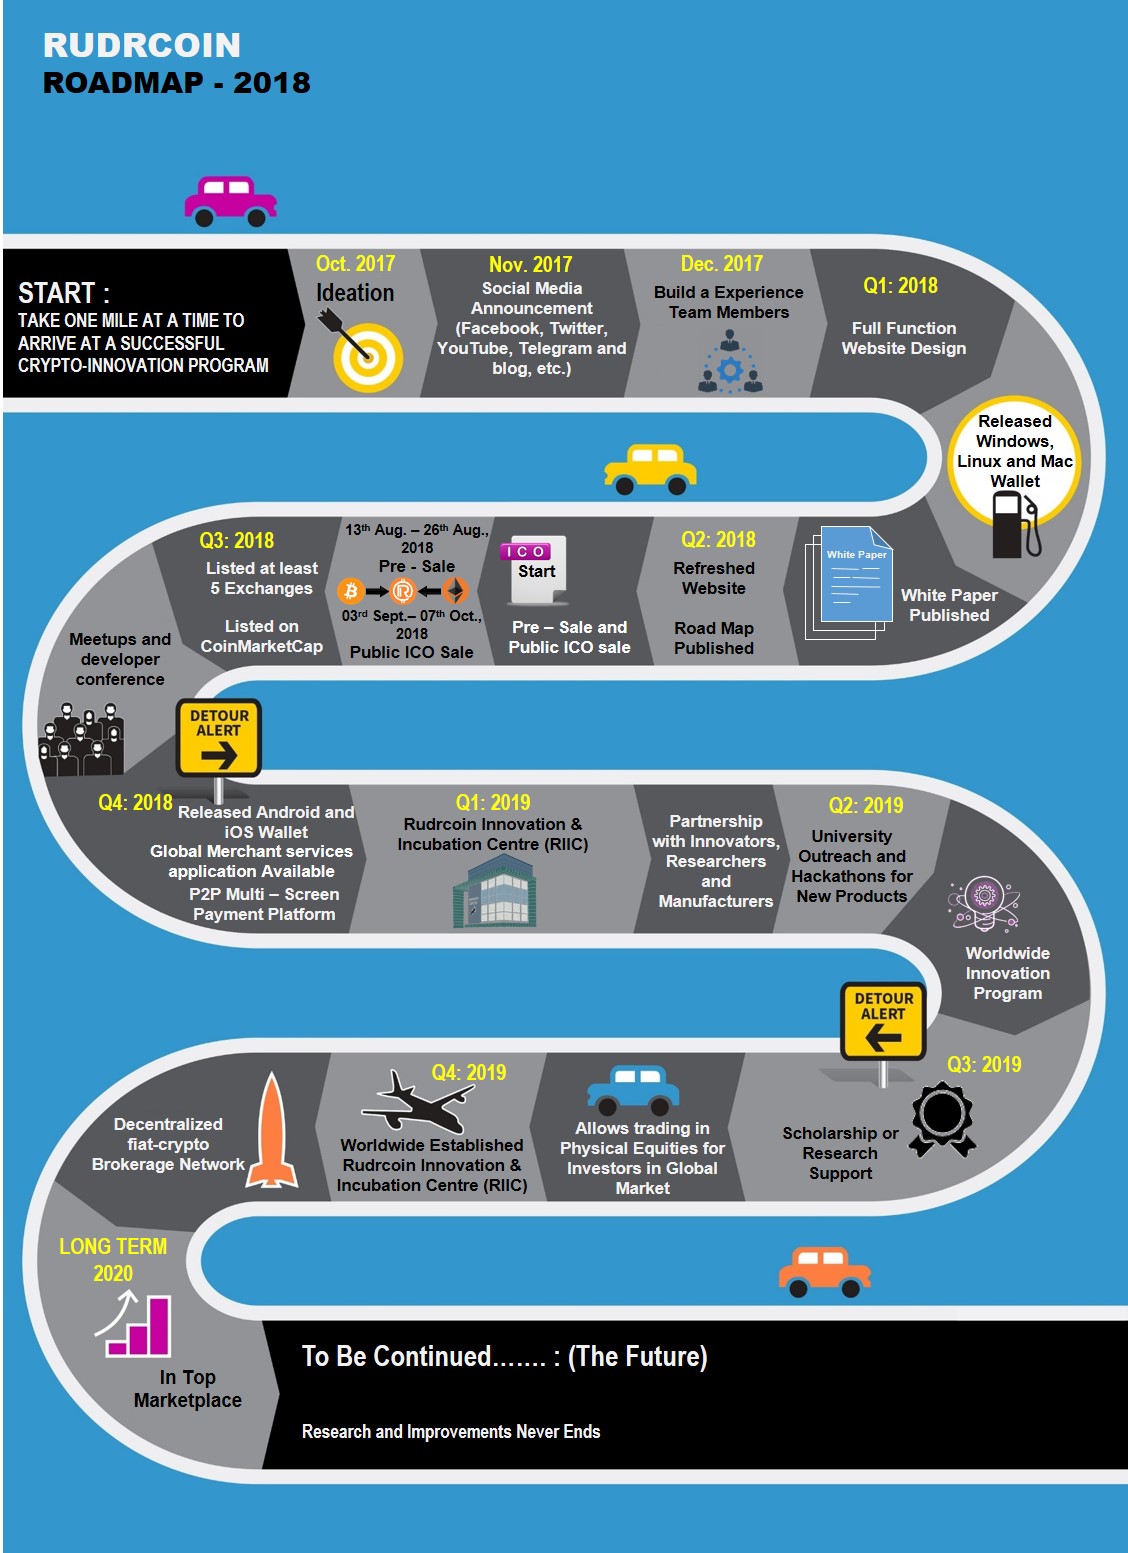 RUDRCOIN
ROADMAP - 2018
START :
TAKE ONE MILE AT A TIME TO
ARRIVE AT A SUCCESSFUL
CRYPTO-INNOVATION PROGRAM
Oct. 2017
Ideation
Nov. 2017
Social Media
Announcement
(Facebook, Twitter,
YouTube, Telegram and
blog, etc.)
Dec. 2017
Build a Experience
Team Members
Q1: 2018
Full Function
Website Design
Released
Windows,
Linux and Mac
Wallet
White Paper
White Paper
Published
Q2: 2018
Refreshed
Website
Road Map
Published
ICO
Start
Pre – Sale and
Public ICO sale
13th Aug. – 26th Aug.,
2018
Pre - Sale
03rd Sept.– 07th Oct.,
2018
Public ICO Sale
Q3: 2018
Listed at least
5 Exchanges
Listed on
CoinMarketCap
Meetups and
developer
conference
DETOUR
ALERT
Q4: 2018
Released Android and
iOS Wallet
Global Merchant services
application Available
P2P Multi – Screen
Payment Platform
Q1: 2019
Rudrcoin Innovation &
Incubation Centre (RIIC)
Partnership
with Innovators,
Researchers
and
Manufacturers
Q2: 2019
University
Outreach and
Hackathons for
New Products
Worldwide
Innovation
Program
DETOUR
ALERT
Q3: 2019
Scholarship or
Research
Support
Allows trading in
Physical Equities for
Investors in Global
Market
Q4: 2019
Worldwide Established
Rudrcoin Innovation &
Incubation Centre (RIIC)
Decentralized
fiat-crypto
Brokerage Network
LONG TERM
2020
In Top
Marketplace
To Be Continued……. : (The Future)
Research and Improvements Never Ends